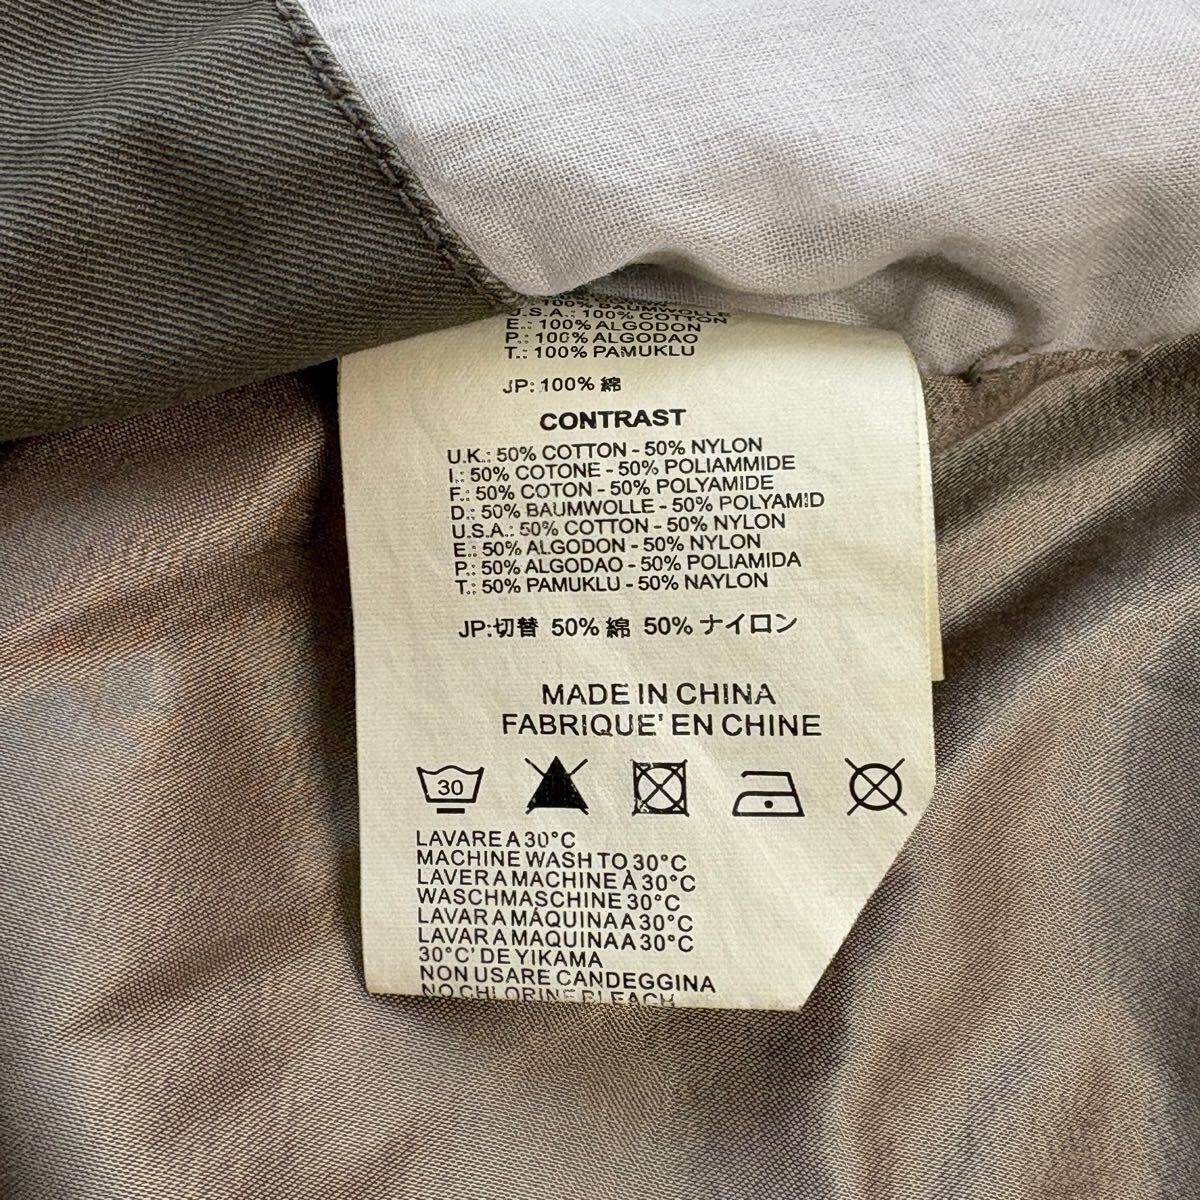 100% BAUMWOLLE
U.S.A.: 100% COTTON
E.: 100% ALGODON
P.: 100% ALGODAO
T.: 100% PAMUKLU
JP: 100% 綿
CONTRAST
U.K.: 50% COTTON - 50% NYLON
I.: 50% COTONE - 50% POLIAMMIDE
F.: 50% COTON - 50% POLYAMIDE
D.: 50% BAUMWOLLE - 50% POLYAMID
U.S.A.: 50% COTTON - 50% NYLON
E.: 50% ALGODON - 50% NYLON
P.: 50% ALGODAO - 50% POLIAMIDA
T.: 50% PAMUKLU - 50% NAYLON
JP:切替 50% 綿 50% ナイロン
MADE IN CHINA
FABRIQUE' EN CHINE
30
LAVARE A 30°C
MACHINE WASH TO 30°C
LAVER A MACHINE À 30°C
WASCHMASCHINE 30°C
LAVAR A MÁQUINA A 30°C
LAVAR A MAQUINA A 30°C
30°C' DE YIKAMA
NON USARE CANDEGGINA
NO CHLORINE BLEACH